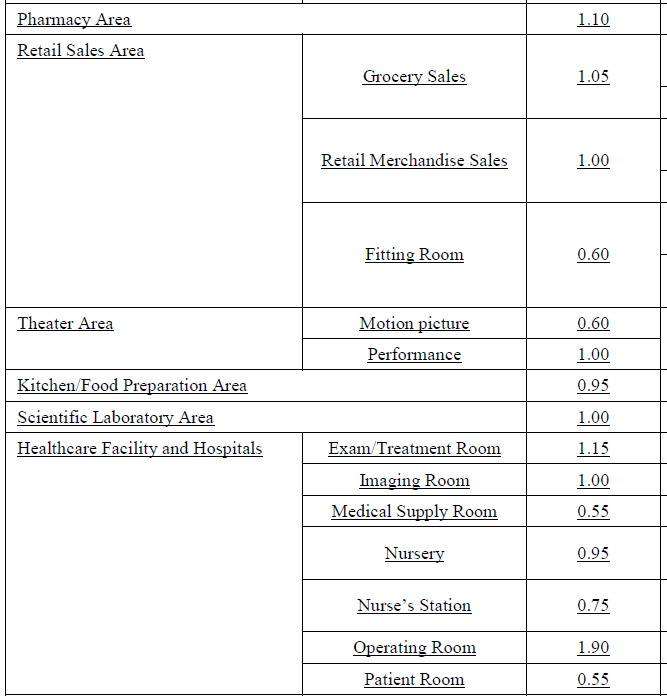 Pharmacy Area 1.10
Retail Sales Area
Grocery Sales 1.05
Retail Merchandise Sales 1.00
Fitting Room 0.60
Theater Area Motion picture 0.60
Performance 1.00
Kitchen/Food Preparation Area 0.95
Scientific Laboratory Area 1.00
Healthcare Facility and Hospitals Exam/Treatment Room 1.15
Imaging Room 1.00
Medical Supply Room 0.55
Nursery 0.95
Nurse’s Station 0.75
Operating Room 1.90
Patient Room 0.55